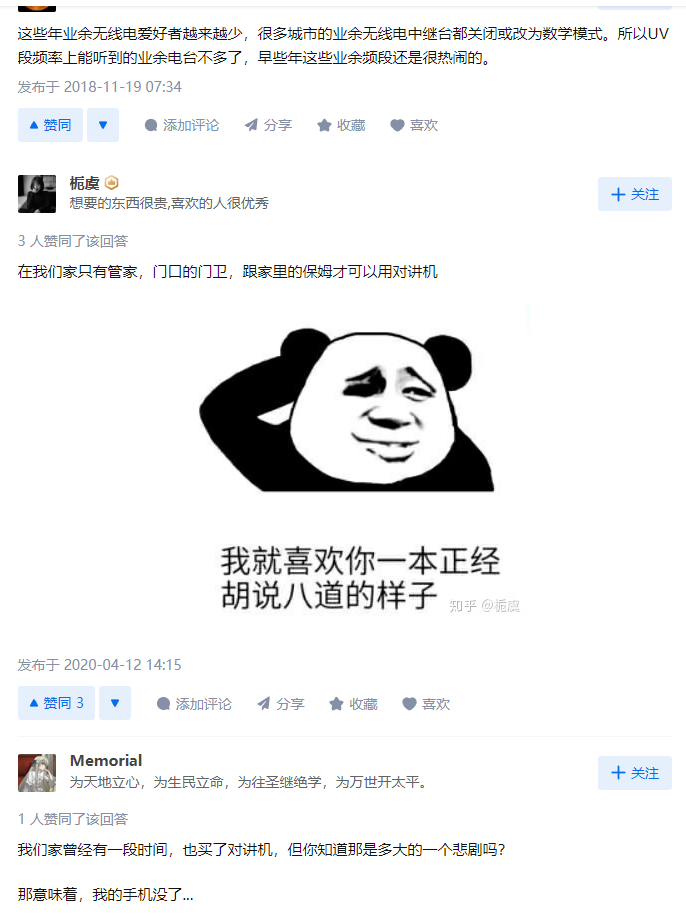 这些年业余无线电爱好者越来越少，很多城市的业余无线电中继台都关闭或改为数学模式。所以UV
段频率上能听到的业余电台不多了，早些年这些业余频段还是很热闹的。
发布于 2018-11-19 07:34
赞同 添加评论 分享 收藏 喜欢
栀虞
想要的东西很贵,喜欢的人很优秀
关注
3 人赞同了该回答
在我们家只有管家，门口的门卫，跟家里的保姆才可以用对讲机
我就喜欢你一本正经
胡说八道的样子
知乎 @栀虞
发布于 2020-04-12 14:15
赞同 3 添加评论 分享 收藏 喜欢
Memorial
为天地立心，为生民立命，为往圣继绝学，为万世开太平。
关注
1 人赞同了该回答
我们家曾经有一段时间，也买了对讲机，但你知道那是多大的一个悲剧吗?
那意味着，我的手机没了...